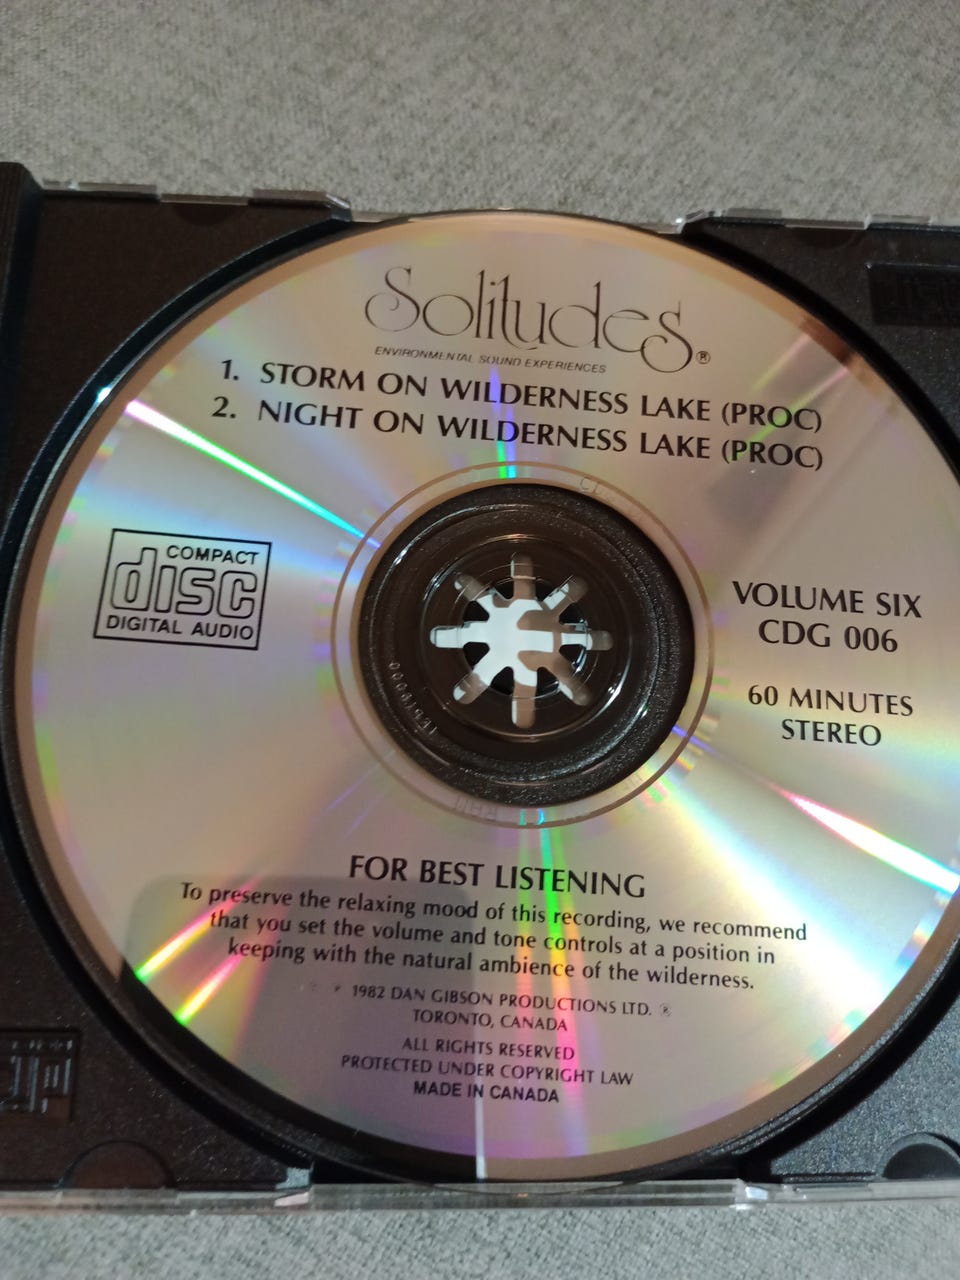 Solitudes®
ENVIRONMENTAL SOUND EXPERIENCES
1. STORM ON WILDERNESS LAKE (PROC)
2. NIGHT ON WILDERNESS LAKE (PROC)
COMPACT
disc
DIGITAL AUDIO
VOLUME SIX
CDG 006
60 MINUTES
STEREO
FOR BEST LISTENING
To preserve the relaxing mood of this recording, we recommend
that you set the volume and tone controls at a position in
keeping with the natural ambience of the wilderness.
1982 DAN GIBSON PRODUCTIONS LTD. ®
TORONTO, CANADA
ALL RIGHTS RESERVED
PROTECTED UNDER COPYRIGHT LAW
MADE IN CANADA